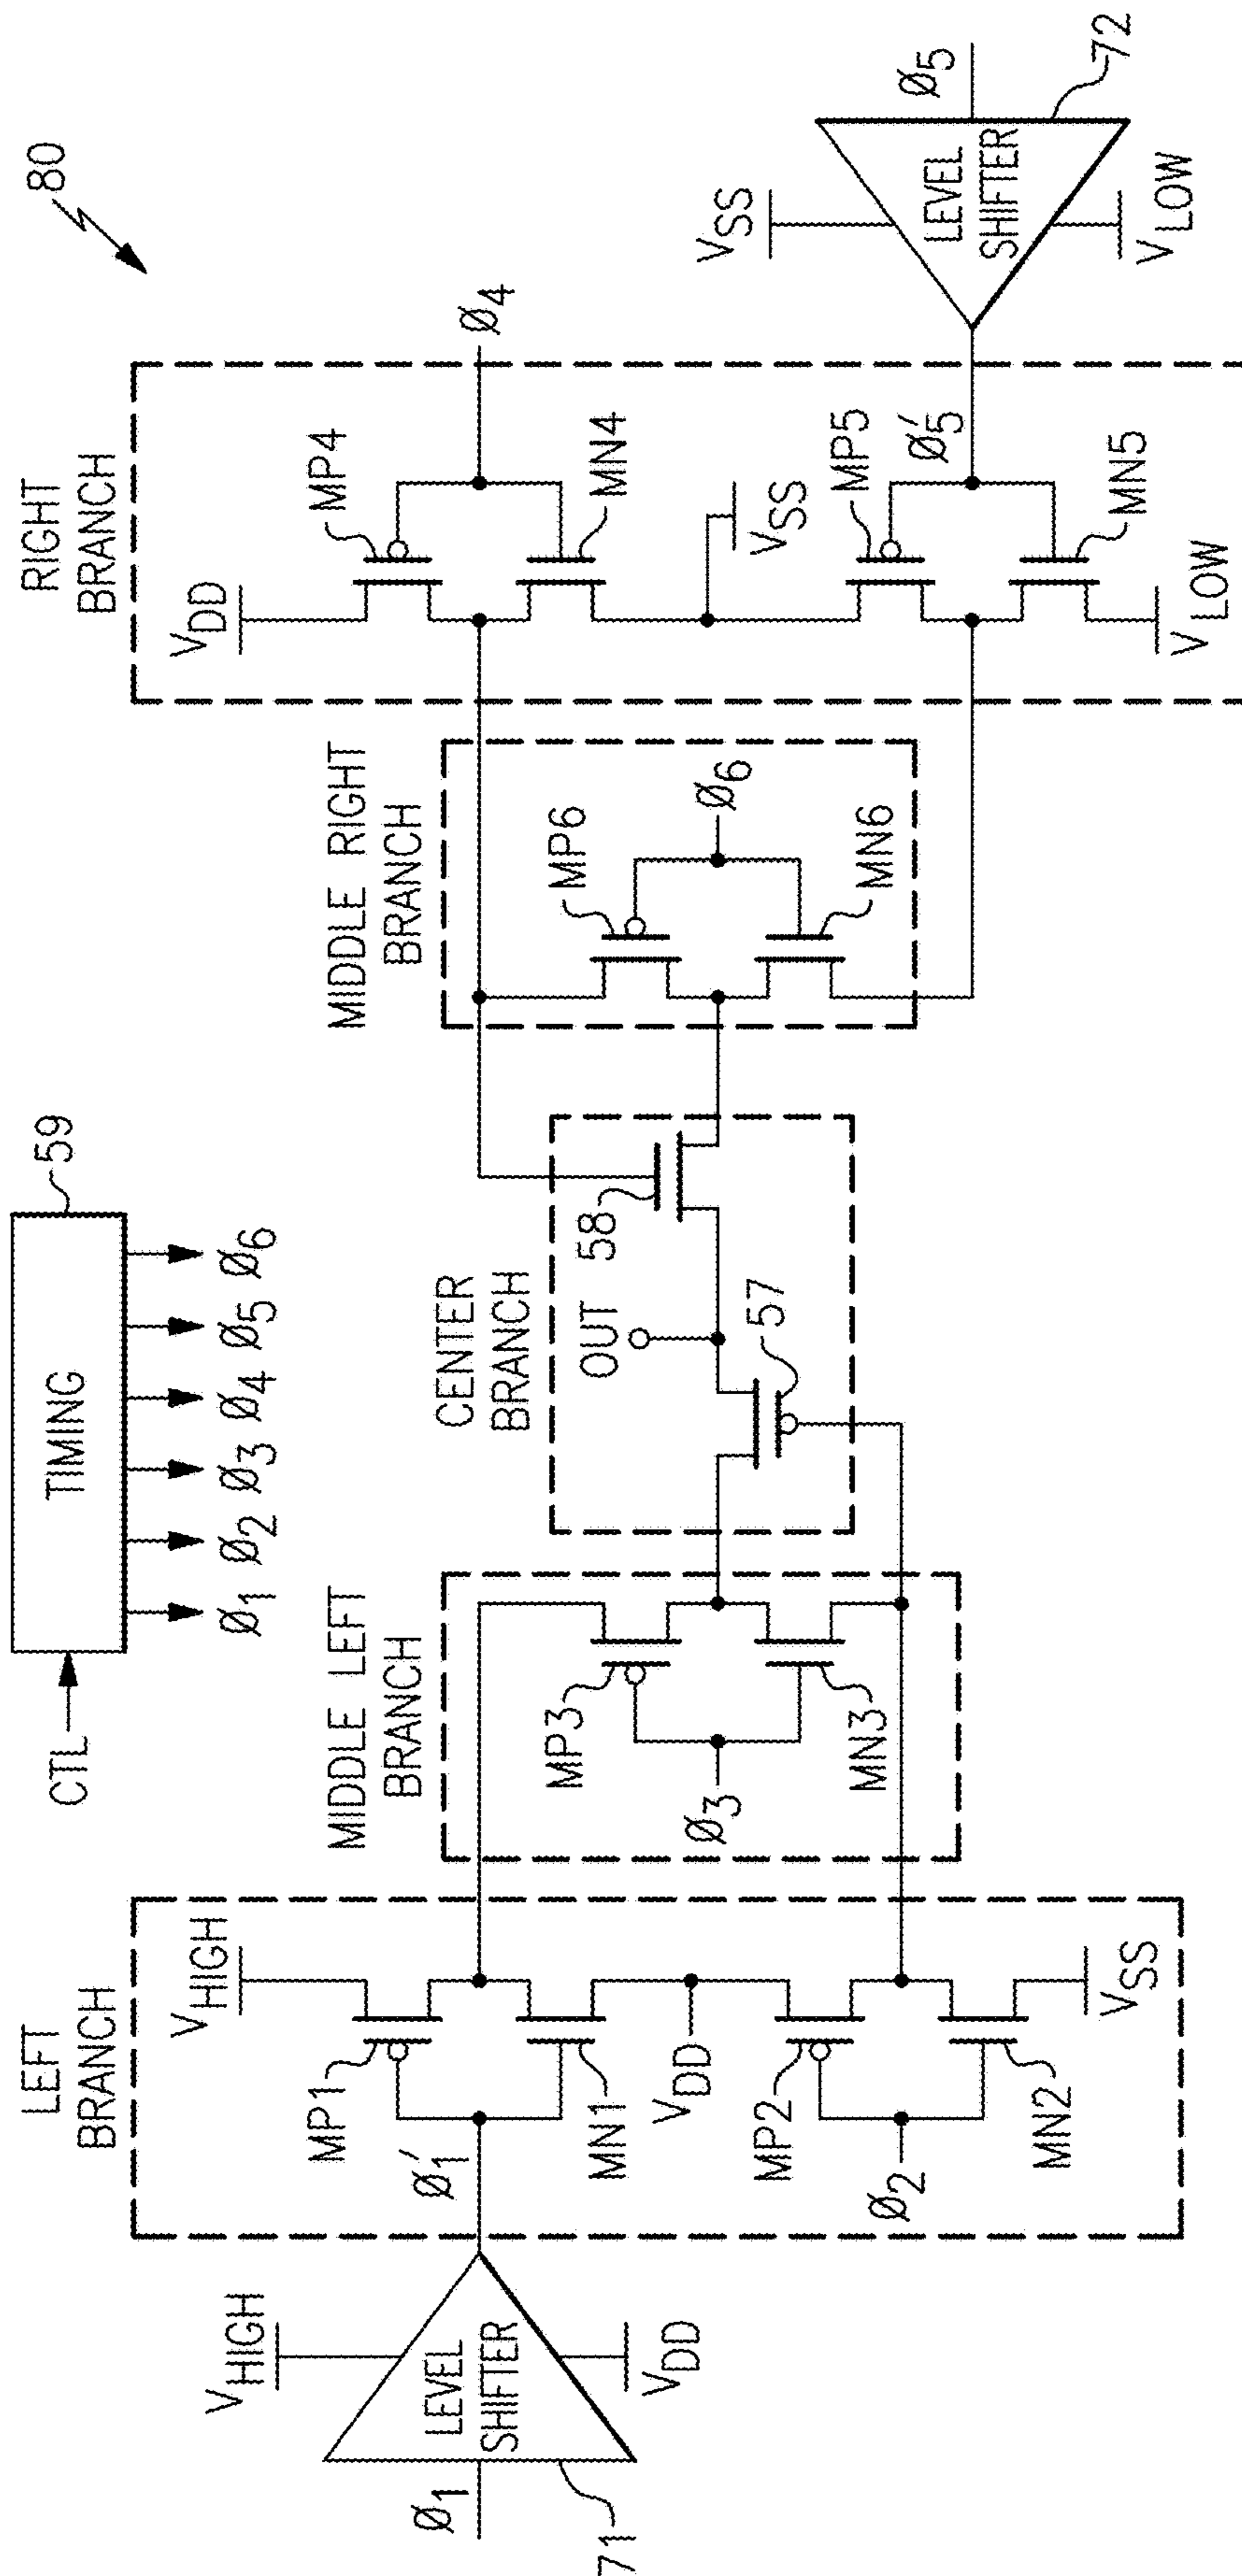 80
CTL
TIMING
59
Ø1 Ø2 Ø3 Ø4 Ø5 Ø6
LEFT
BRANCH
MIDDLE LEFT
BRANCH
CENTER
BRANCH
MIDDLE RIGHT
BRANCH
RIGHT
BRANCH
Ø1
VHIGH
LEVEL
SHIFTER
VDD
71
Ø1'
VHIGH
MP1
MN1
VDD
MP2
Ø2
MN2
VSS
MP3
Ø3
MN3
OUT
58
57
MP6
Ø6
MN6
VDD
MP4
Ø4
MN4
VSS
MP5
Ø5'
MN5
VLOW
VSS
LEVEL
SHIFTER
Ø5
VLOW
72